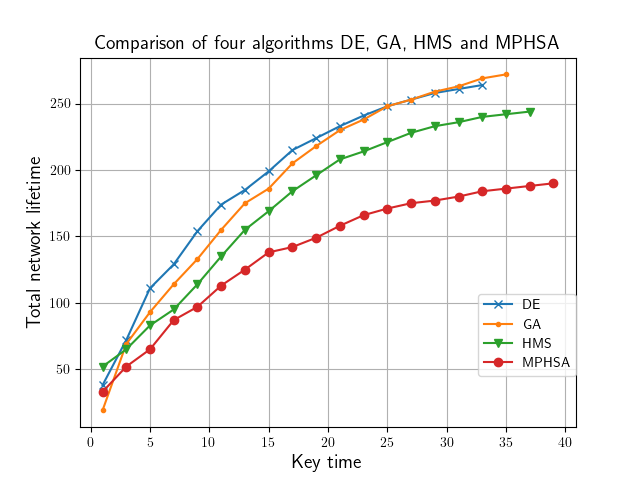 Comparison of four algorithms DE, GA, HMS and MPHSA
Total network lifetime
250
200
150
100
50
DE
GA
HMS
MPHSA
0 5 10 15 20 25 30 35 40
Key time